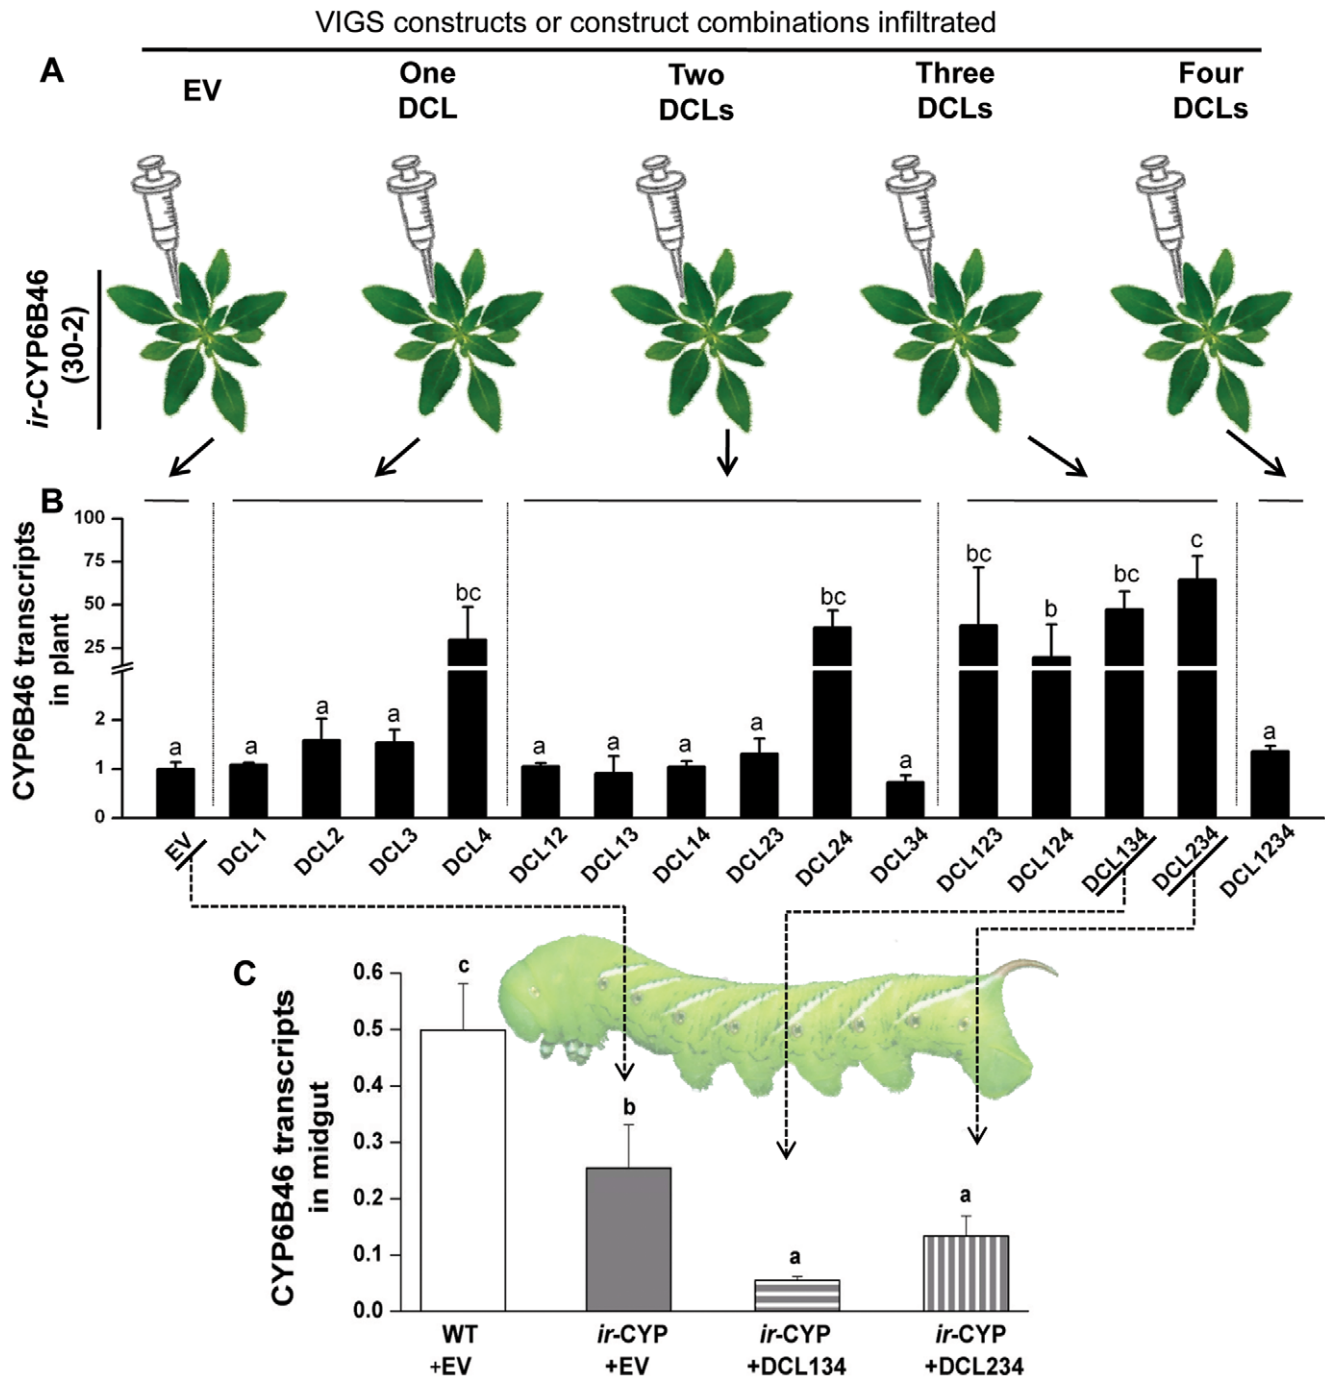 VIGS constructs or construct combinations infiltrated
A
EV
One
DCL
Two
DCLs
Three
DCLs
Four
DCLs
ir-CYP6B46
(30-2)
B
CYP6B46 transcripts
in plant
100
75
50
25
2
1
0
a
a
a
a
bc
a
a
a
a
bc
a
bc
b
bc
c
a
EV
DCL1
DCL2
DCL3
DCL4
DCL12
DCL13
DCL14
DCL23
DCL24
DCL34
DCL123
DCL124
DCL134
DCL234
DCL1234
C
CYP6B46 transcripts
in midgut
0.6
0.5
0.4
0.3
0.2
0.1
0.0
c
b
a
a
WT
+EV
ir-CYP
+EV
ir-CYP
+DCL134
ir-CYP
+DCL234